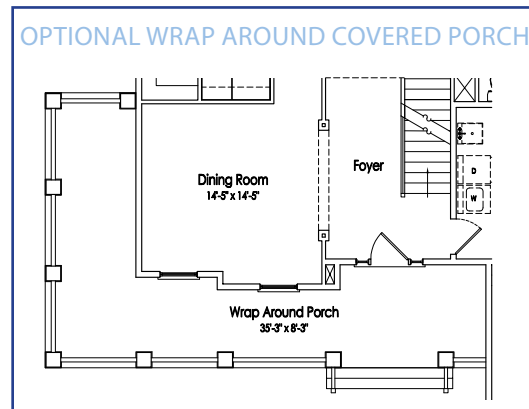 OPTIONAL WRAP AROUND COVERED PORCH
Foyer
Dining Room
14'-5" x 14'-5"
D
W
Wrap Around Porch
35'-3" x 8'-3"